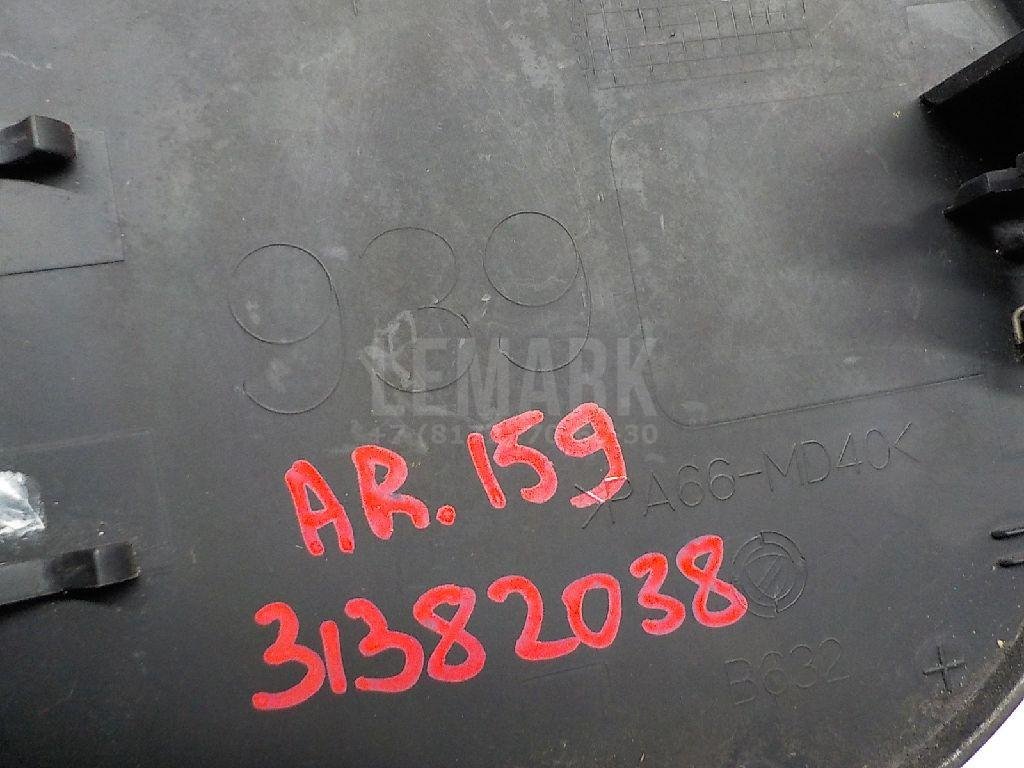 939
LEMARK
AR.159
>PA66-MD40<
31382038
B632